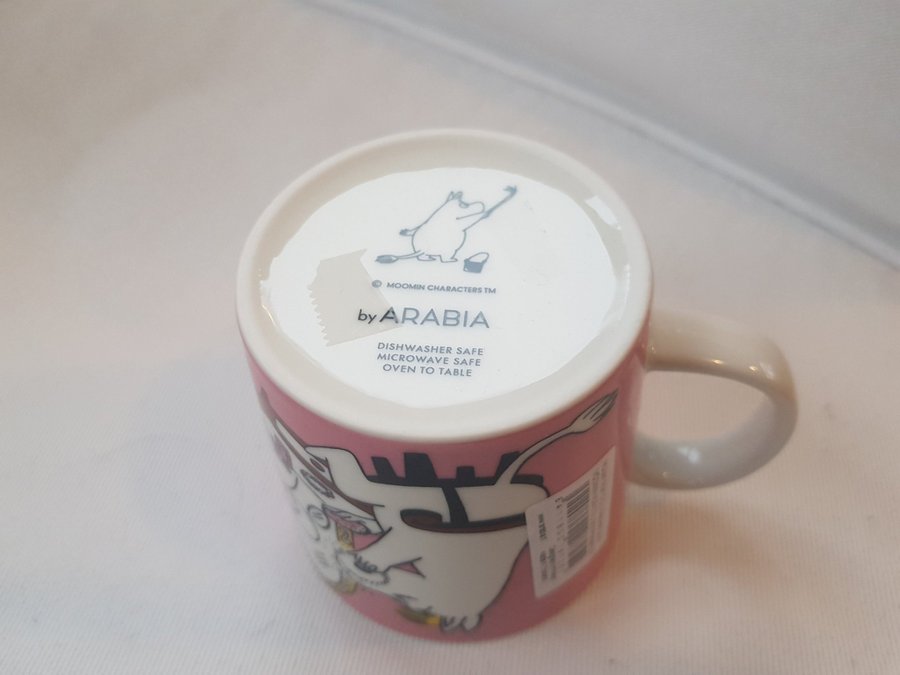 © MOOMIN CHARACTERS TM
by ARABIA
DISHWASHER SAFE
MICROWAVE SAFE
OVEN TO TABLE